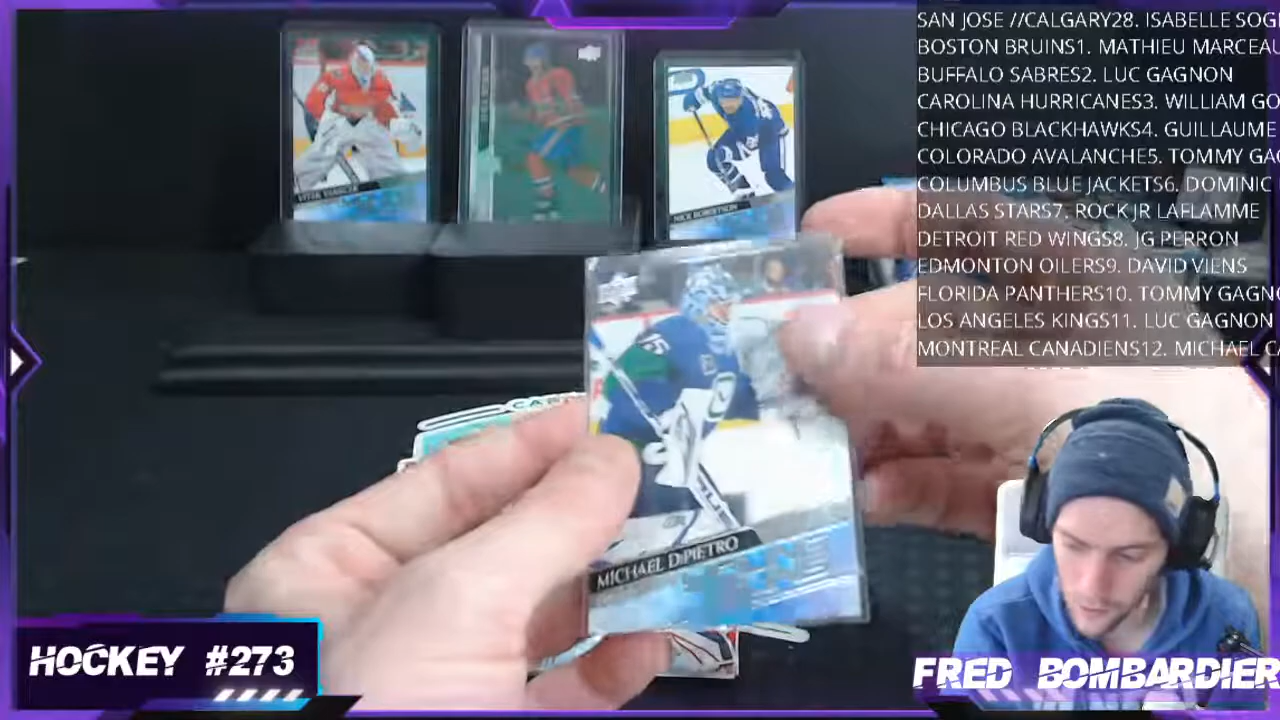 SAN JOSE //CALGARY28. ISABELLE SOG
BOSTON BRUINS1. MATHIEU MARCEAU
BUFFALO SABRES2. LUC GAGNON
CAROLINA HURRICANES3. WILLIAM GO
CHICAGO BLACKHAWKS4. GUILLAUME
COLORADO AVALANCHE5. TOMMY GAG
COLUMBUS BLUE JACKETS6. DOMINIC
DALLAS STARS7. ROCK JR LAFLAMME
DETROIT RED WINGS8. JG PERRON
EDMONTON OILERS9. DAVID VIENS
FLORIDA PANTHERS10. TOMMY GAGNO
LOS ANGELES KINGS11. LUC GAGNON
MONTREAL CANADIENS12. MICHAEL CA
NICK ROBERTSON
MICHAEL DIPIETRO
HOCKEY #273
FRED BOMBARDIER